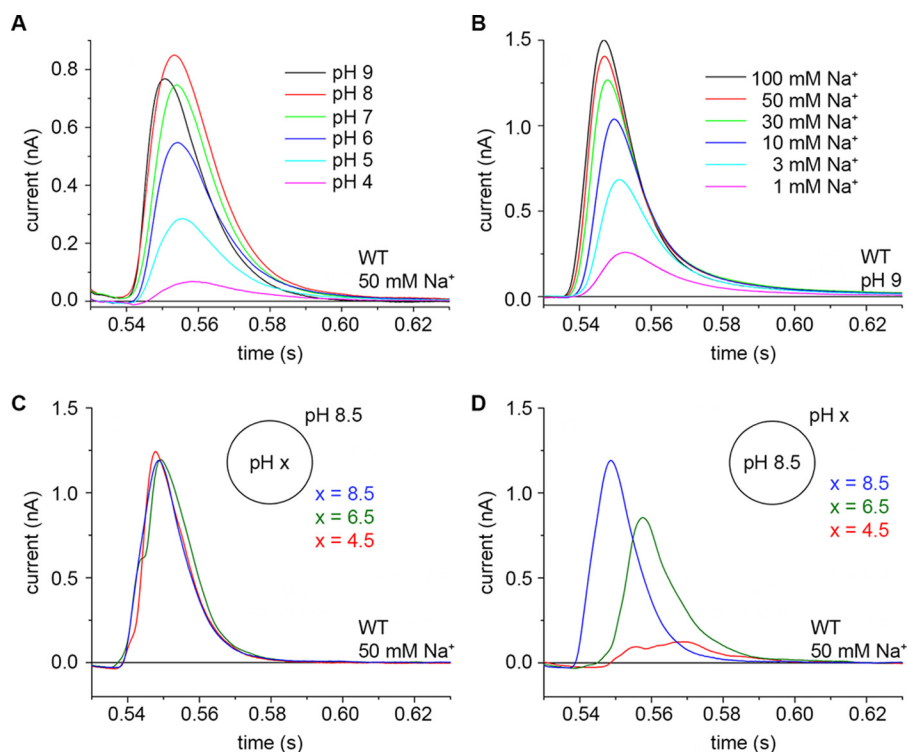 A
0.8
0.6
0.4
0.2
0.0
current (nA)
pH 9
pH 8
pH 7
pH 6
pH 5
pH 4
WT
50 mM Na⁺
0.54 0.56 0.58 0.60 0.62
time (s)
B
1.5
1.0
0.5
0.0
current (nA)
100 mM Na⁺
50 mM Na⁺
30 mM Na⁺
10 mM Na⁺
3 mM Na⁺
1 mM Na⁺
WT
pH 9
0.54 0.56 0.58 0.60 0.62
time (s)
C
1.5
1.0
0.5
0.0
current (nA)
pH 8.5
pH x
x = 8.5
x = 6.5
x = 4.5
WT
50 mM Na⁺
0.54 0.56 0.58 0.60 0.62
time (s)
D
1.5
1.0
0.5
0.0
current (nA)
pH x
pH 8.5
x = 8.5
x = 6.5
x = 4.5
WT
50 mM Na⁺
0.54 0.56 0.58 0.60 0.62
time (s)